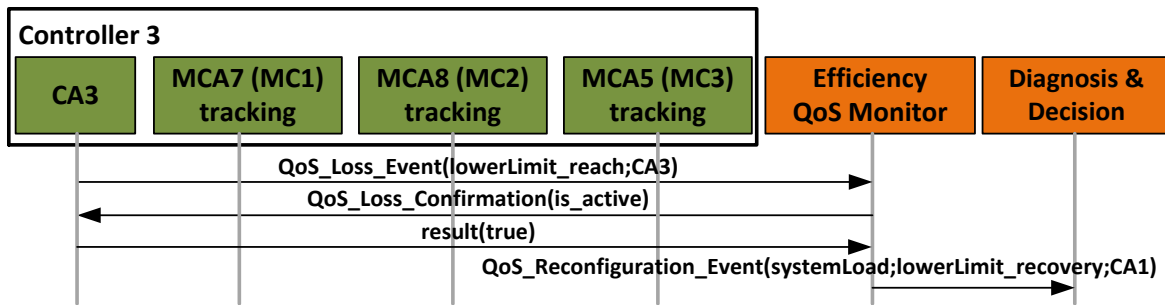 Controller 3
CA3
MCA7 (MC1)
tracking
MCA8 (MC2)
tracking
MCA5 (MC3)
tracking
Efficiency
QoS Monitor
Diagnosis &
Decision
QoS_Loss_Event(lowerLimit_reach;CA3)
QoS_Loss_Confirmation(is_active)
result(true)
QoS_Reconfiguration_Event(systemLoad;lowerLimit_recovery;CA1)